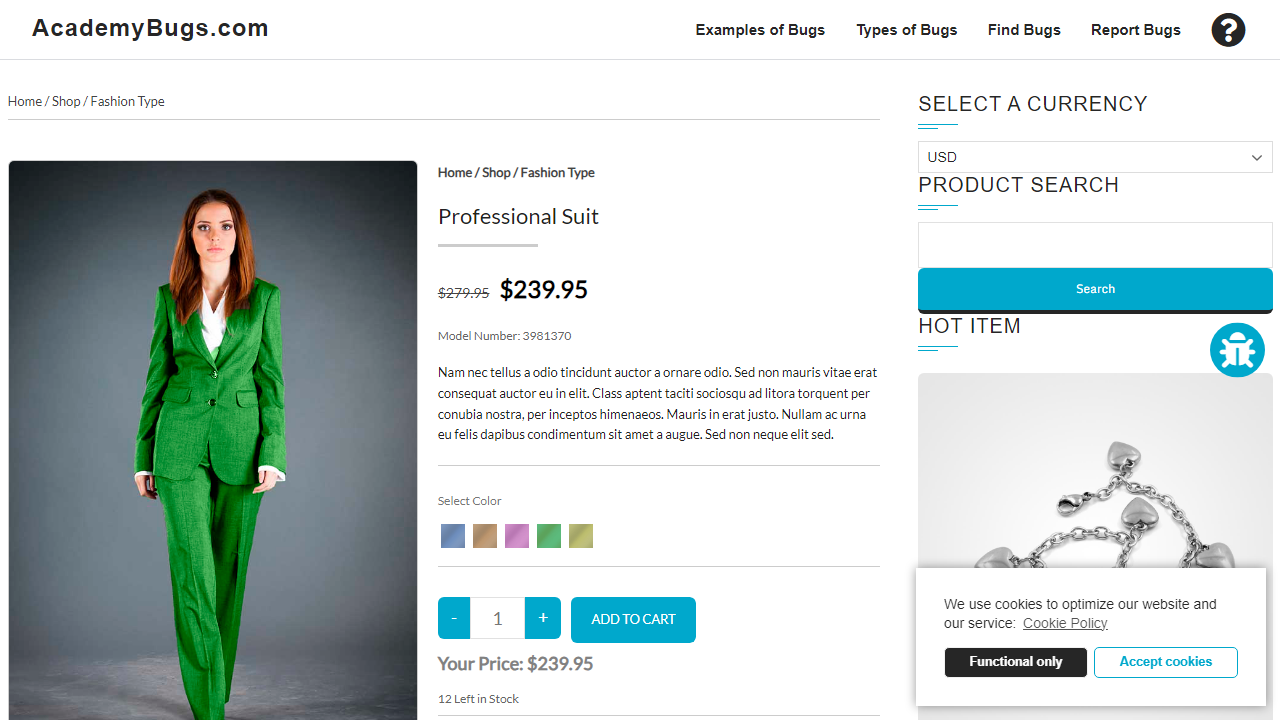 AcademyBugs.com
Examples of Bugs
Types of Bugs
Find Bugs
Report Bugs
?
Home / Shop / Fashion Type
Home / Shop / Fashion Type
Professional Suit
$279.95 $239.95
Model Number: 3981370
Nam nec tellus a odio tincidunt auctor a ornare odio. Sed non mauris vitae erat
consequat auctor eu in elit. Class aptent taciti sociosqu ad litora torquent per
conubia nostra, per inceptos himenaeos. Mauris in erat justo. Nullam ac urna
eu felis dapibus condimentum sit amet a augue. Sed non neque elit sed.
Select Color
- 1 +
ADD TO CART
Your Price: $239.95
12 Left in Stock
SELECT A CURRENCY
USD
PRODUCT SEARCH
Search
HOT ITEM
We use cookies to optimize our website and
our service: Cookie Policy
Functional only
Accept cookies